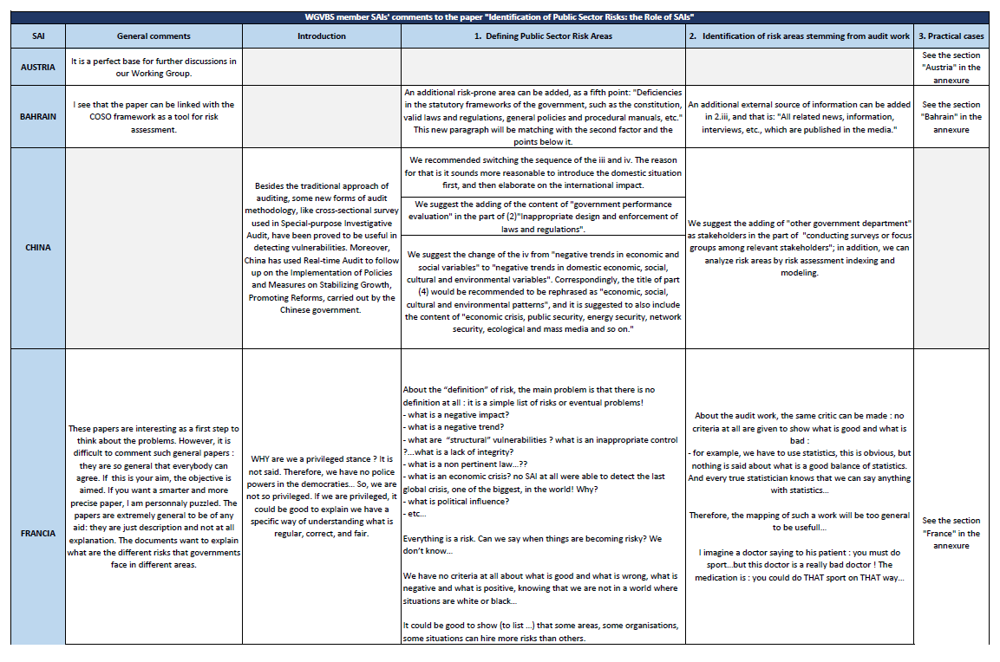 WGVBS member SAIs' comments to the paper "Identification of Public Sector Risks: the Role of SAIs"
SAI
General comments
Introduction
1. Defining Public Sector Risk Areas
2. Identification of risk areas stemming from audit work
3. Practical cases
AUSTRIA
It is a perfect base for further discussions in
our Working Group.
See the section
"Austria" in the
annexure
BAHRAIN
I see that the paper can be linked with the
COSO framework as a tool for risk
assessment.
An additional risk-prone area can be added, as a fifth point: "Deficiencies
in the statutory frameworks of the government, such as the constitution,
valid laws and regulations, general policies and procedural manuals, etc."
This new paragraph will be matching with the second factor and the
points below it.
An additional external source of information can be added
in 2.iii, and that is: "All related news, information,
interviews, etc., which are published in the media."
See the section
"Bahrain" in the
annexure
CHINA
Besides the traditional approach of
auditing, some new forms of audit
methodology, like cross-sectional survey
used in Special-purpose Investigative
Audit, have been proved to be useful in
detecting vulnerabilities. Moreover,
China has used Real-time Audit to follow
up on the Implementation of Policies
and Measures on Stabilizing Growth,
Promoting Reforms, carried out by the
Chinese government.
We recommended switching the sequence of the iii and iv. The reason
for that is it sounds more reasonable to introduce the domestic situation
first, and then elaborate on the international impact.
We suggest the adding of the content of "government performance
evaluation" in the part of (2)"Inappropriate design and enforcement of
laws and regulations".
We suggest the change of the iv from "negative trends in economic and
social variables" to "negative trends in domestic economic, social,
cultural and environmental variables". Correspondingly, the title of part
(4) would be recommended to be rephrased as "economic, social,
cultural and environmental patterns", and it is suggested to also include
the content of "economic crisis, public security, energy security, network
security, ecological and mass media and so on."
We suggest the adding of "other government department"
as stakeholders in the part of "conducting surveys or focus
groups among relevant stakeholders"; in addition, we can
analyze risk areas by risk assessment indexing and
modeling.
FRANCIA
These papers are interesting as a first step to
think about the problems. However, it is
difficult to comment such general papers :
they are so general that everybody can
agree. If this is your aim, the objective is
aimed. If you want a smarter and more
precise paper, I am personnaly puzzled. The
papers are extremely general to be of any
aid: they are just description and not at all
explanation. The documents want to explain
what are the different risks that governments
face in different areas.
WHY are we a privileged stance ? It is
not said. Therefore, we have no police
powers in the democraties... So, we are
not so privileged. If we are privileged, it
could be good to explain we have a
specific way of understanding what is
regular, correct, and fair.
About the "definition" of risk, the main problem is that there is no
definition at all : it is a simple list of risks or eventual problems!
- what is a negative impact?
- what is a negative trend?
- what are "structural" vulnerabilities ? what is an inappropriate control
?...what is a lack of integrity?
- what is a non pertinent law...??
- what is an economic crisis? no SAI at all were able to detect the last
global crisis, one of the biggest, in the world! Why?
- what is political influence?
- etc...
Everything is a risk. Can we say when things are becoming risky? We
don't know...
We have no criteria at all about what is good and what is wrong, what is
negative and what is positive, knowing that we are not in a world where
situations are white or black...
It could be good to show (to list ...) that some areas, some organisations,
some situations can hire more risks than others.
About the audit work, the same critic can be made : no
criteria at all are given to show what is good and what is
bad :
- for example, we have to use statistics, this is obvious, but
nothing is said about what is a good balance of statistics.
And every true statistician knows that we can say anything
with statistics...
Therefore, the mapping of such a work will be too general
to be usefull...
I imagine a doctor saying to his patient : you must do
sport...but this doctor is a really bad doctor ! The
medication is : you could do THAT sport on THAT way...
See the section
"France" in the
annexure